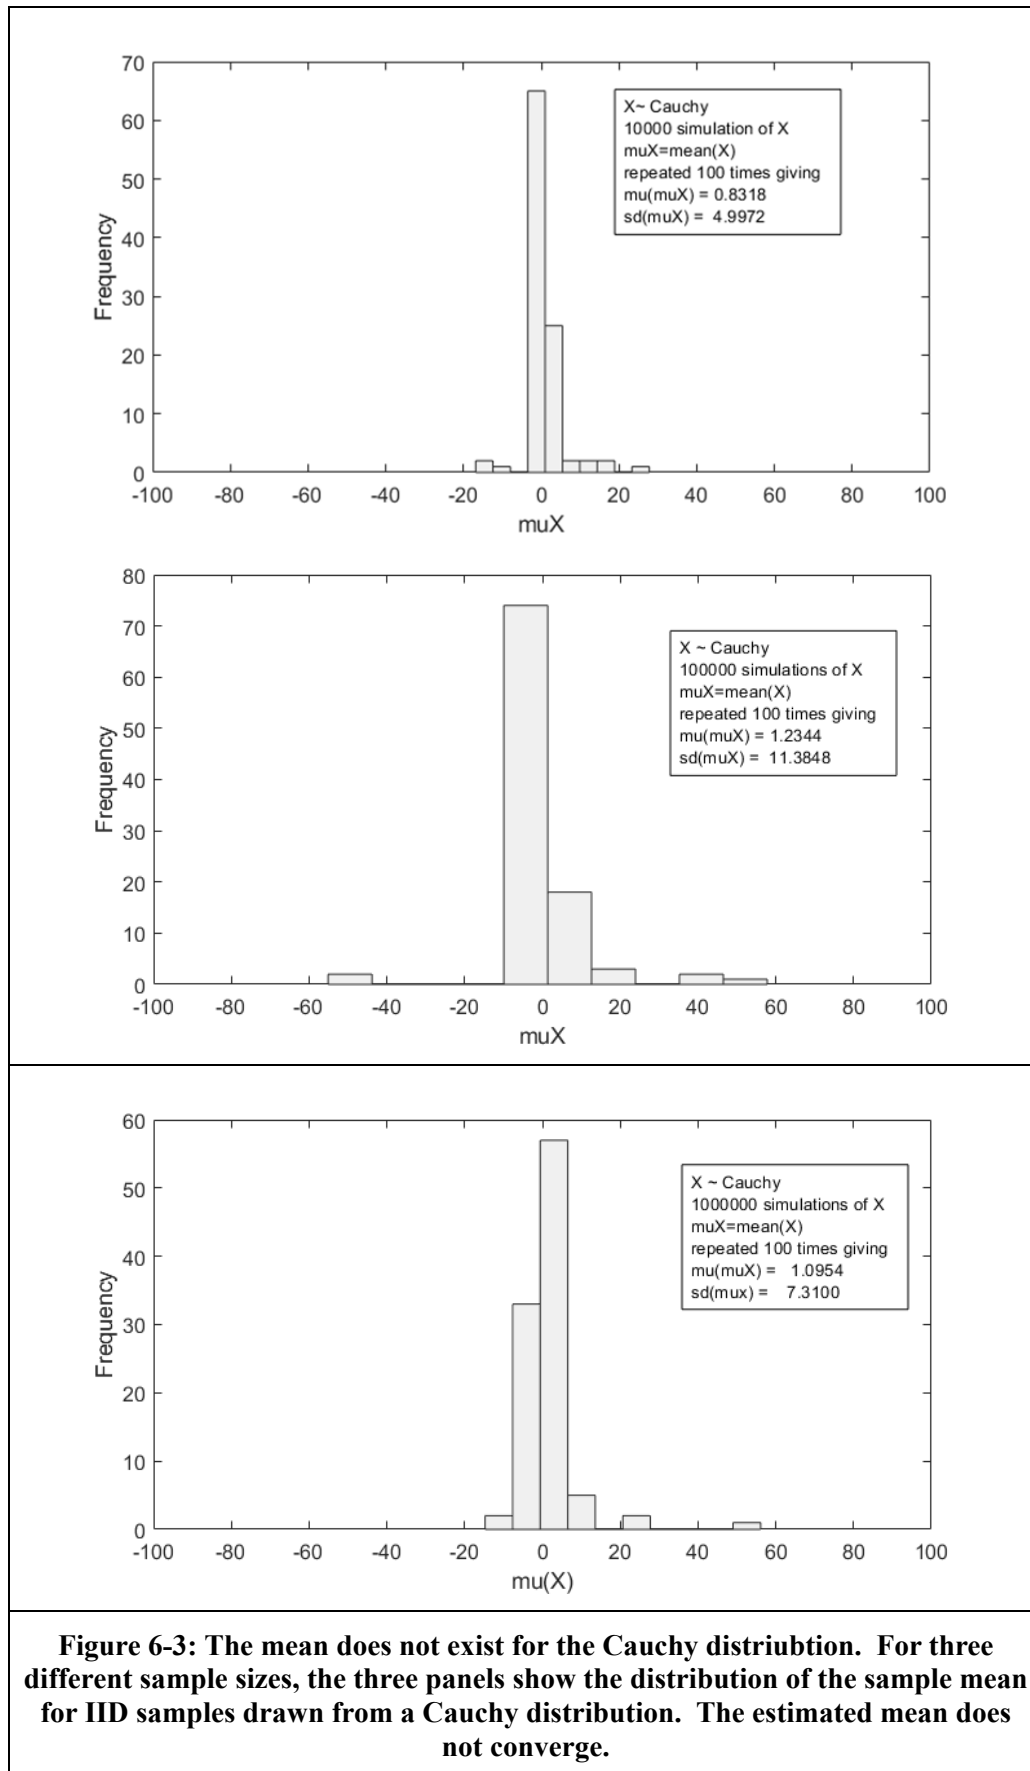 70
60
50
40
30
20
10
0
Frequency
X~ Cauchy
10000 simulation of X
muX=mean(X)
repeated 100 times giving
mu(muX) = 0.8318
sd(muX) = 4.9972
-100 -80 -60 -40 -20 0 20 40 60 80 100
muX
80
70
60
50
40
30
20
10
0
Frequency
X ~ Cauchy
100000 simulations of X
muX=mean(X)
repeated 100 times giving
mu(muX) = 1.2344
sd(muX) = 11.3848
-100 -80 -60 -40 -20 0 20 40 60 80 100
muX
60
50
40
30
20
10
0
Frequency
X ~ Cauchy
1000000 simulations of X
muX=mean(X)
repeated 100 times giving
mu(muX) = 1.0954
sd(mux) = 7.3100
-100 -80 -60 -40 -20 0 20 40 60 80 100
mu(X)
Figure 6-3: The mean does not exist for the Cauchy distriubtion. For three
different sample sizes, the three panels show the distribution of the sample mean
for IID samples drawn from a Cauchy distribution. The estimated mean does
not converge.